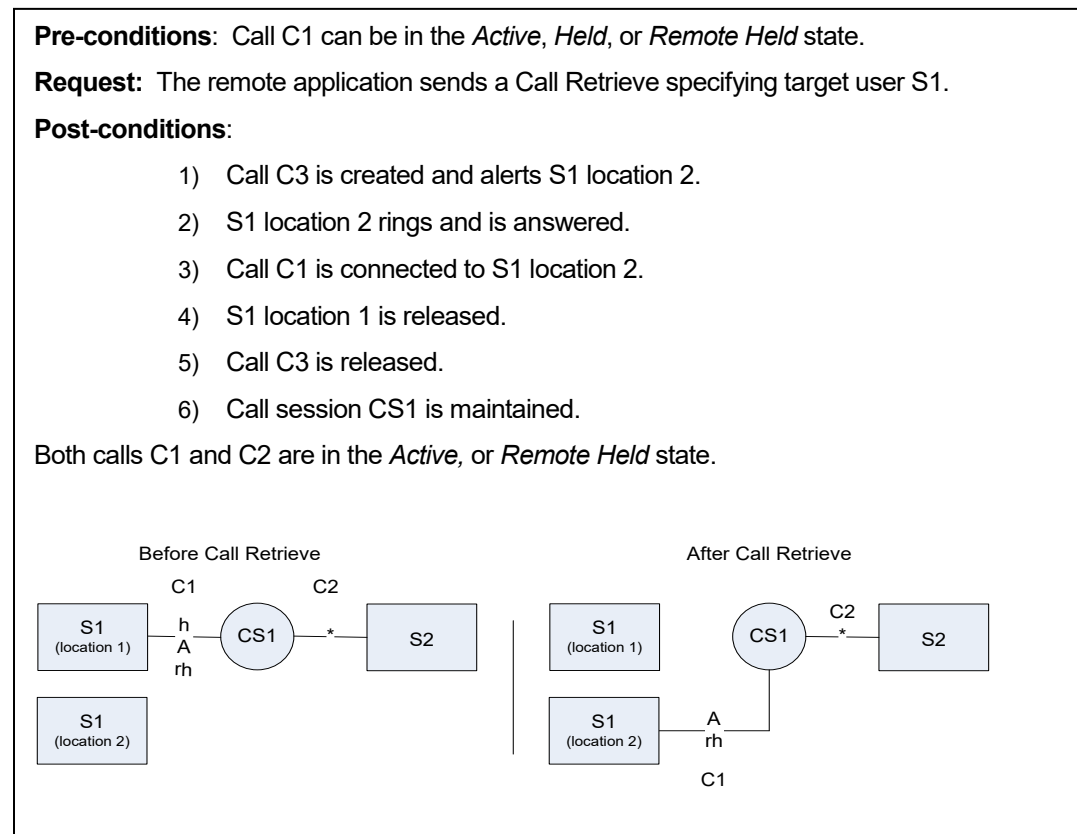 Pre-conditions: Call C1 can be in the Active, Held, or Remote Held state.
Request: The remote application sends a Call Retrieve specifying target user S1.
Post-conditions:
1) Call C3 is created and alerts S1 location 2.
2) S1 location 2 rings and is answered.
3) Call C1 is connected to S1 location 2.
4) S1 location 1 is released.
5) Call C3 is released.
6) Call session CS1 is maintained.
Both calls C1 and C2 are in the Active, or Remote Held state.
Before Call Retrieve
C1
C2
S1
(location 1)
h
A
rh
CS1
*
S2
S1
(location 2)
After Call Retrieve
S1
(location 1)
CS1
C2
*
S2
S1
(location 2)
A
rh
C1